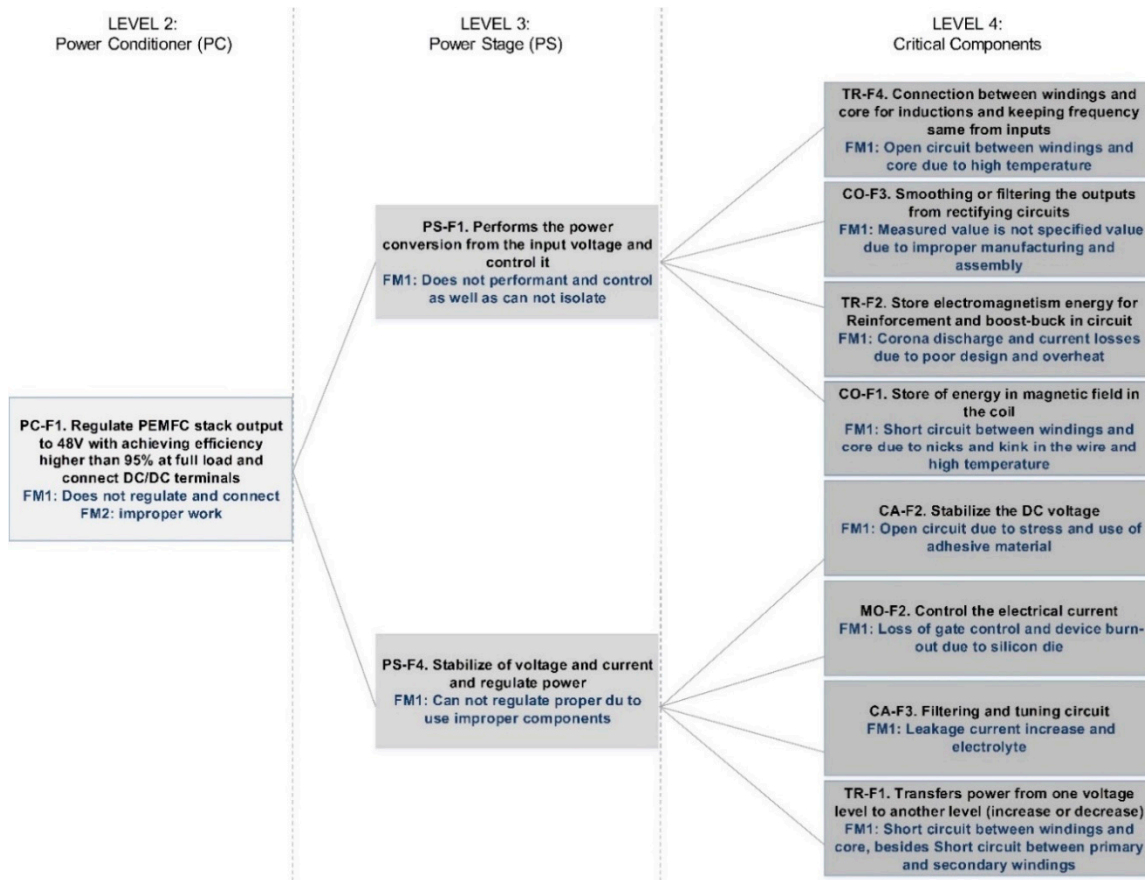 LEVEL 2:
Power Conditioner (PC)
LEVEL 3:
Power Stage (PS)
LEVEL 4:
Critical Components
PC-F1. Regulate PEMFC stack output
to 48V with achieving efficiency
higher than 95% at full load and
connect DC/DC terminals
FM1: Does not regulate and connect
FM2: improper work
PS-F1. Performs the power
conversion from the input voltage and
control it
FM1: Does not performant and control
as well as can not isolate
PS-F4. Stabilize of voltage and current
and regulate power
FM1: Can not regulate proper du to
use improper components
TR-F4. Connection between windings and
core for inductions and keeping frequency
same from inputs
FM1: Open circuit between windings and
core due to high temperature
CO-F3. Smoothing or filtering the outputs
from rectifying circuits
FM1: Measured value is not specified value
due to improper manufacturing and
assembly
TR-F2. Store electromagnetism energy for
Reinforcement and boost-buck in circuit
FM1: Corona discharge and current losses
due to poor design and overheat
CO-F1. Store of energy in magnetic field in
the coil
FM1: Short circuit between windings and
core due to nicks and kink in the wire and
high temperature
CA-F2. Stabilize the DC voltage
FM1: Open circuit due to stress and use of
adhesive material
MO-F2. Control the electrical current
FM1: Loss of gate control and device burn-
out due to silicon die
CA-F3. Filtering and tuning circuit
FM1: Leakage current increase and
electrolyte
TR-F1. Transfers power from one voltage
level to another level (increase or decrease)
FM1: Short circuit between windings and
core, besides Short circuit between primary
and secondary windings